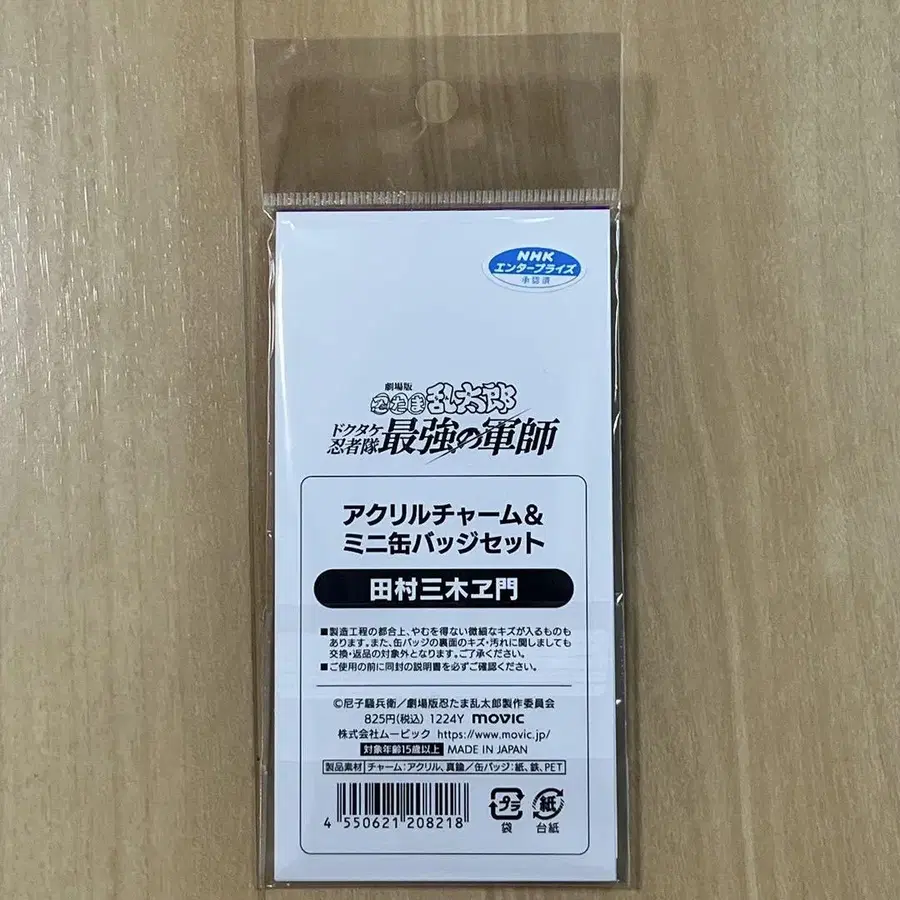 NHK
エンタープライズ
承認済
劇場版
忍たま乱太郎
ドクタケ
忍者隊
最強の軍師
アクリルチャーム&
ミニ缶バッジセット
田村三木ヱ門
■製造工程の都合上、やむを得ない微細なキズが入るものも
あります。また、缶バッジの裏面のキズ・汚れに関しましても
交換・返品の対象外となります。ご了承ください。
■ご使用の前に同封の説明書を必ずご確認ください。
©尼子騒兵衛/劇場版忍たま乱太郎製作委員会
825円(税込) 1224Y movic
株式会社ムービック https://www.movic.jp/
対象年齢15歳以上 MADE IN JAPAN
製品素材 チャーム:アクリル、真鍮/缶バッジ:紙、鉄、PET
4 550621 208218
プラ 紙
袋 台紙